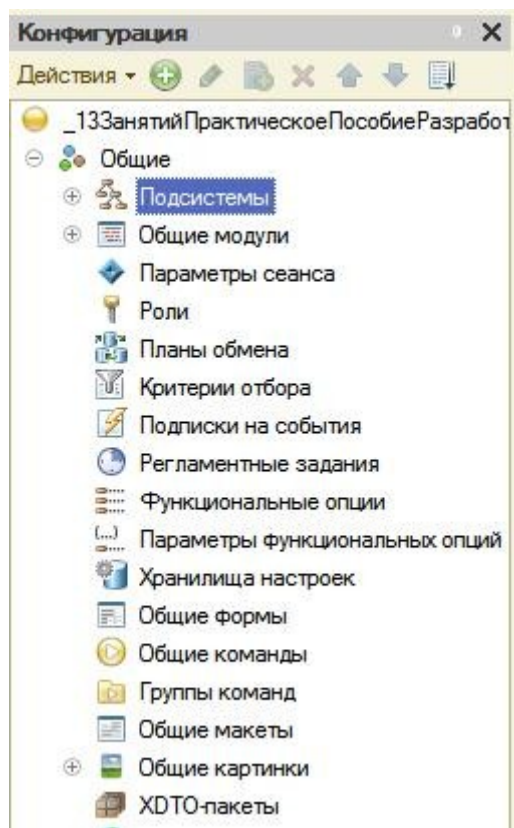 Конфигурация
Действия
_13ЗанятийПрактическоеПособиеРазработ
Общие
Подсистемы
Общие модули
Параметры сеанса
Роли
Планы обмена
Критерии отбора
Подписки на события
Регламентные задания
Функциональные опции
Параметры функциональных опций
Хранилища настроек
Общие формы
Общие команды
Группы команд
Общие макеты
Общие картинки
XDTO-пакеты